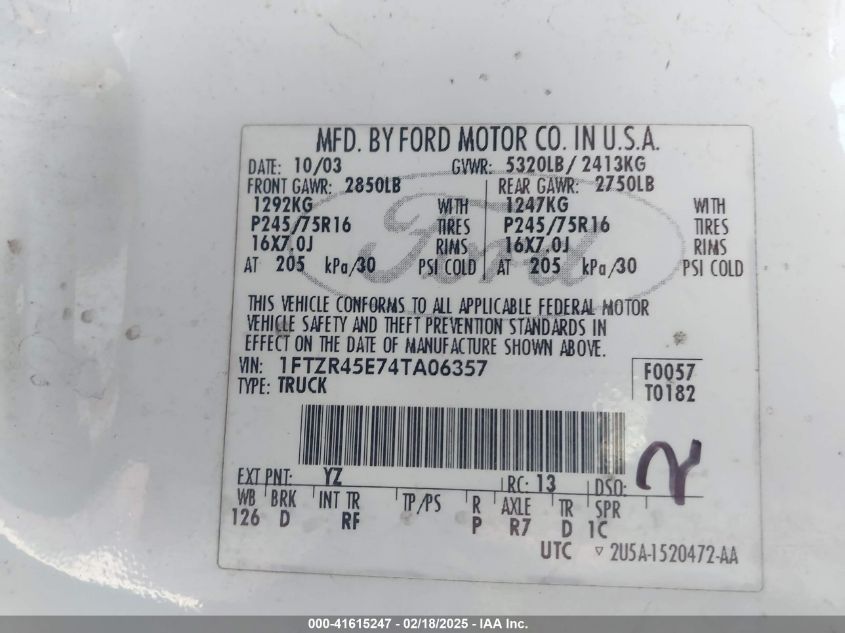 MFD. BY FORD MOTOR CO. IN U.S.A.
DATE: 10/03 GVWR: 5320LB/ 2413KG
FRONT GAWR: 2850LB REAR GAWR: 2750LB
1292KG WITH 1247KG WITH
P245/75R16 TIRES P245/75R16 TIRES
16X7.0J RIMS 16X7.0J RIMS
AT 205 kPa/30 PSI COLD AT 205 kPa/30 PSI COLD
Ford
THIS VEHICLE CONFORMS TO ALL APPLICABLE FEDERAL MOTOR
VEHICLE SAFETY AND THEFT PREVENTION STANDARDS IN
EFFECT ON THE DATE OF MANUFACTURE SHOWN ABOVE.
VIN: 1FTZR45E74TA06357 F0057
TYPE: TRUCK T0182
EXT PNT: YZ RC: 13 DSO:
WB BRK INT TR TP/PS R AXLE TR SPR
126 D RF P R7 D 1C
UTC ▽ 2U5A-1520472-AA
000-41615247 - 02/18/2025 - IAA Inc.